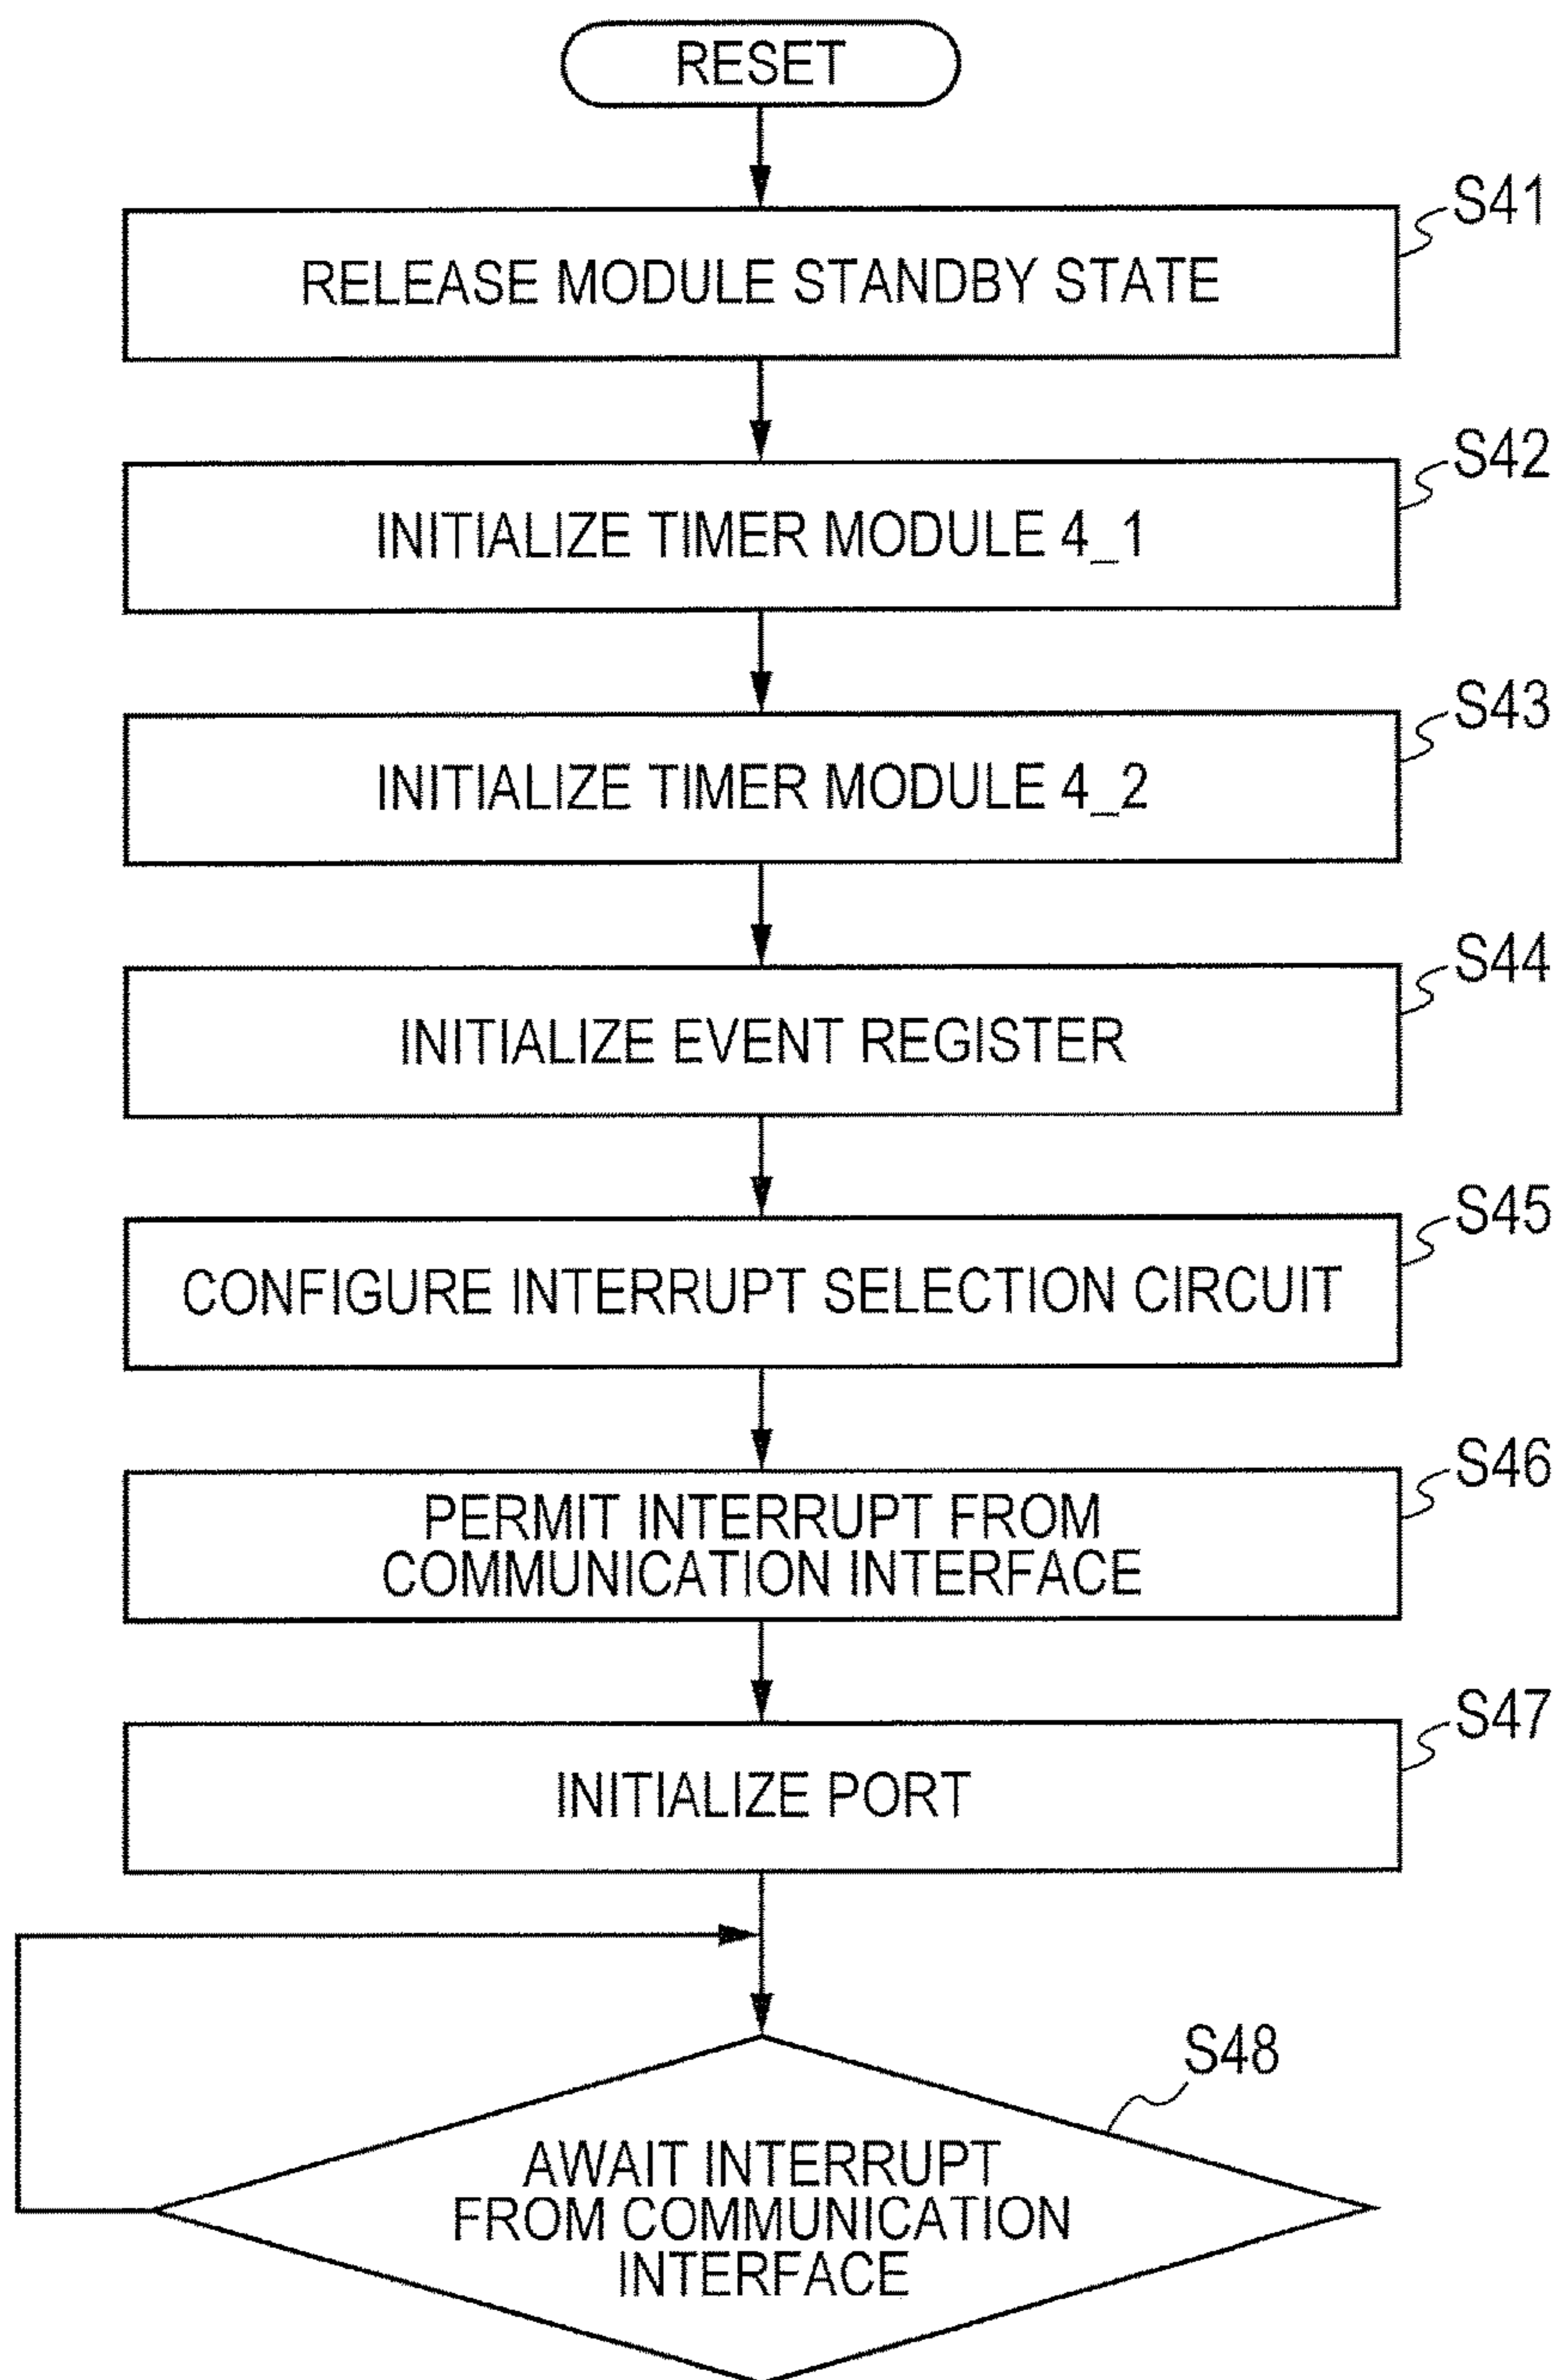 RESET
S41
RELEASE MODULE STANDBY STATE
S42
INITIALIZE TIMER MODULE 4_1
S43
INITIALIZE TIMER MODULE 4_2
S44
INITIALIZE EVENT REGISTER
S45
CONFIGURE INTERRUPT SELECTION CIRCUIT
S46
PERMIT INTERRUPT FROM
COMMUNICATION INTERFACE
S47
INITIALIZE PORT
S48
AWAIT INTERRUPT
FROM COMMUNICATION
INTERFACE